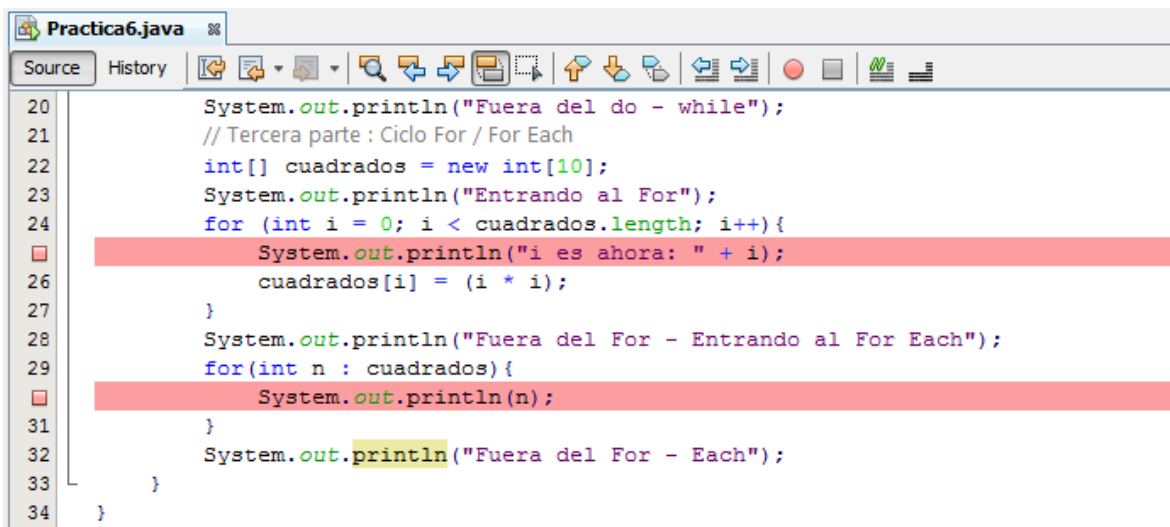 Practica6.java
Source History
20 System.out.println("Fuera del do - while");
21 // Tercera parte : Ciclo For / For Each
22 int[] cuadrados = new int[10];
23 System.out.println("Entrando al For");
24 for (int i = 0; i < cuadrados.length; i++){
System.out.println("i es ahora: " + i);
26 cuadrados[i] = (i * i);
27 }
28 System.out.println("Fuera del For - Entrando al For Each");
29 for(int n : cuadrados){
System.out.println(n);
31 }
32 System.out.println("Fuera del For - Each");
33 }
34 }